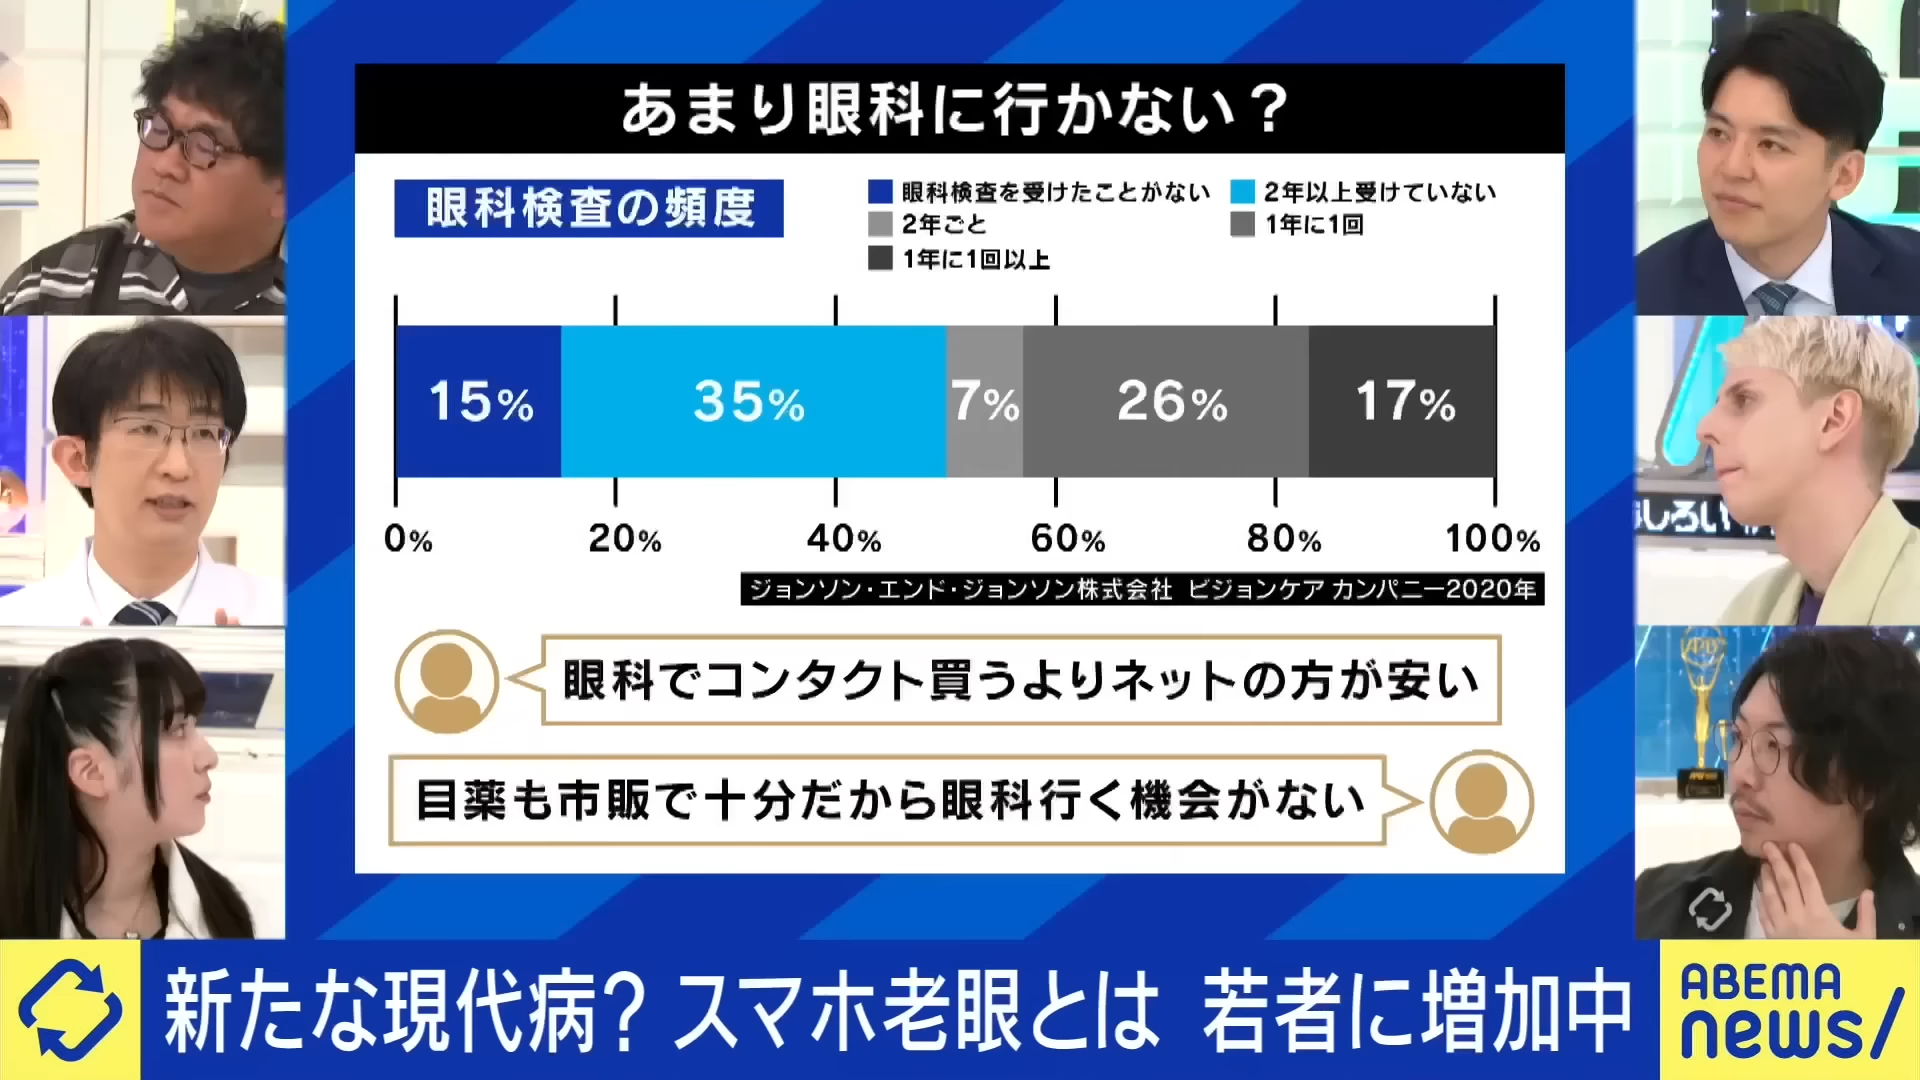 あまり眼科に行かない？
眼科検査の頻度
眼科検査を受けたことがない
2年以上受けていない
2年ごと
1年に1回
1年に1回以上
15%
35%
7%
26%
17%
0%
20%
40%
60%
80%
100%
ジョンソン・エンド・ジョンソン株式会社 ビジョンケア カンパニー2020年
眼科でコンタクト買うよりネットの方が安い
目薬も市販で十分だから眼科行く機会がない
新たな現代病？スマホ老眼とは 若者に増加中
ABEMA
news/